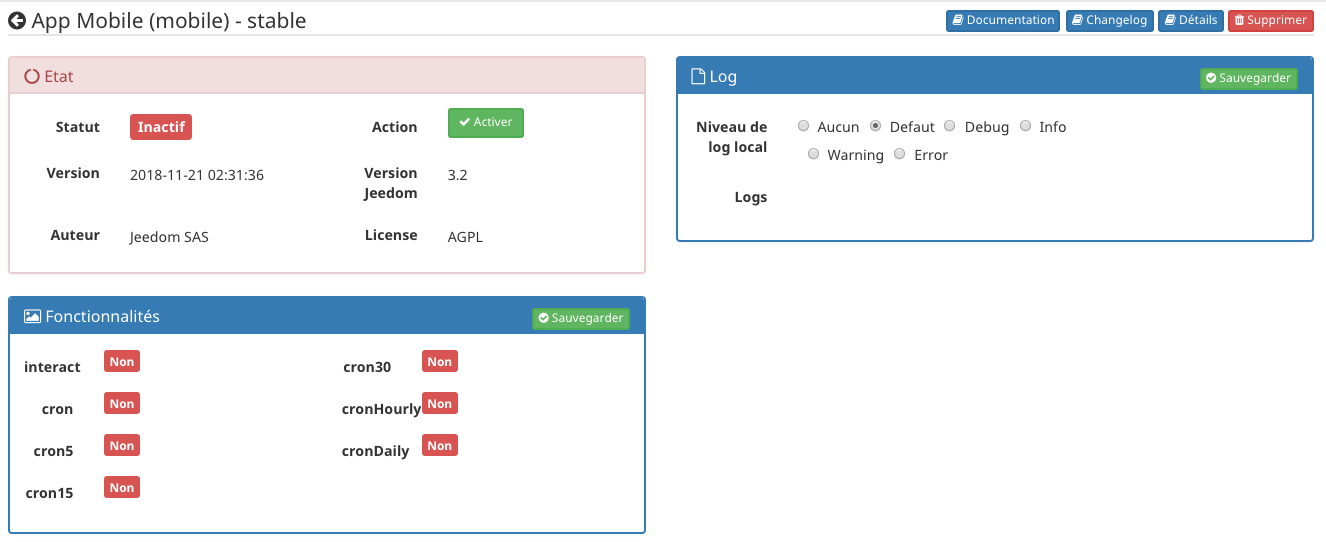 App Mobile (mobile) - stable
Documentation
Changelog
Détails
Supprimer
Etat
Statut
Inactif
Action
Activer
Version
2018-11-21 02:31:36
Version
Jeedom
3.2
Auteur
Jeedom SAS
License
AGPL
Log
Sauvegarder
Niveau de
log local
Aucun
Defaut
Debug
Info
Warning
Error
Logs
Fonctionnalités
Sauvegarder
interact
Non
cron30
Non
cron
Non
cronHourly
Non
cron5
Non
cronDaily
Non
cron15
Non